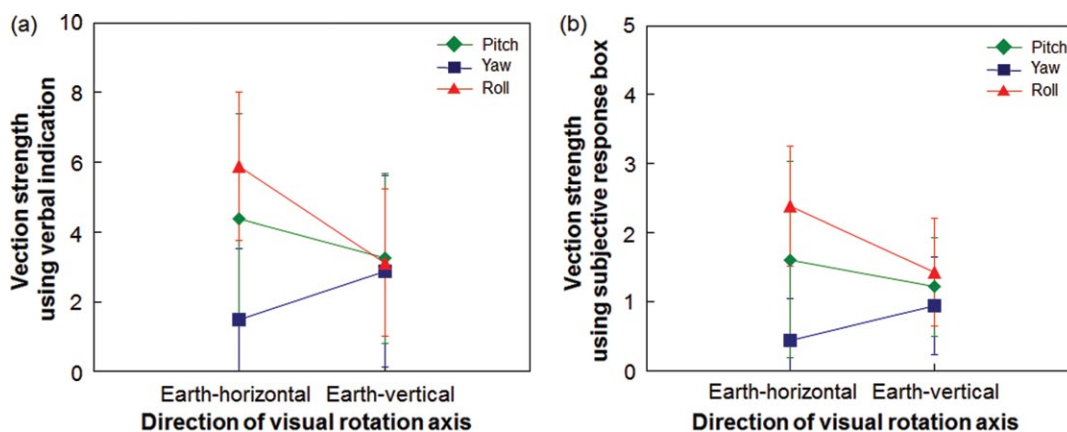 (a)
Vection strength
using verbal indication
10
8
6
4
2
0
Pitch
Yaw
Roll
Earth-horizontal
Earth-vertical
Direction of visual rotation axis
(b)
Vection strength
using subjective response box
5
4
3
2
1
0
Pitch
Yaw
Roll
Earth-horizontal
Earth-vertical
Direction of visual rotation axis